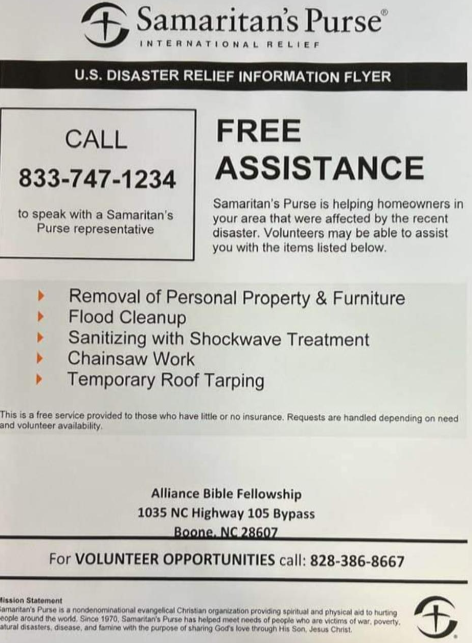 Samaritan's Purse®
INTERNATIONAL RELIEF
U.S. DISASTER RELIEF INFORMATION FLYER
CALL
833-747-1234
to speak with a Samaritan's
Purse representative
FREE
ASSISTANCE
Samaritan's Purse is helping homeowners in
your area that were affected by the recent
disaster. Volunteers may be able to assist
you with the items listed below.
Removal of Personal Property & Furniture
Flood Cleanup
Sanitizing with Shockwave Treatment
Chainsaw Work
Temporary Roof Tarping
This is a free service provided to those who have little or no insurance. Requests are handled depending on need
and volunteer availability.
Alliance Bible Fellowship
1035 NC Highway 105 Bypass
Boone, NC 28607
For VOLUNTEER OPPORTUNITIES call: 828-386-8667
Mission Statement
Samaritan's Purse is a nondenominational evangelical Christian organization providing spiritual and physical aid to hurting
people around the world. Since 1970, Samaritan's Purse has helped meet needs of people who are victims of war, poverty,
natural disasters, disease, and famine with the purpose of sharing God's love through His Son, Jesus Christ.